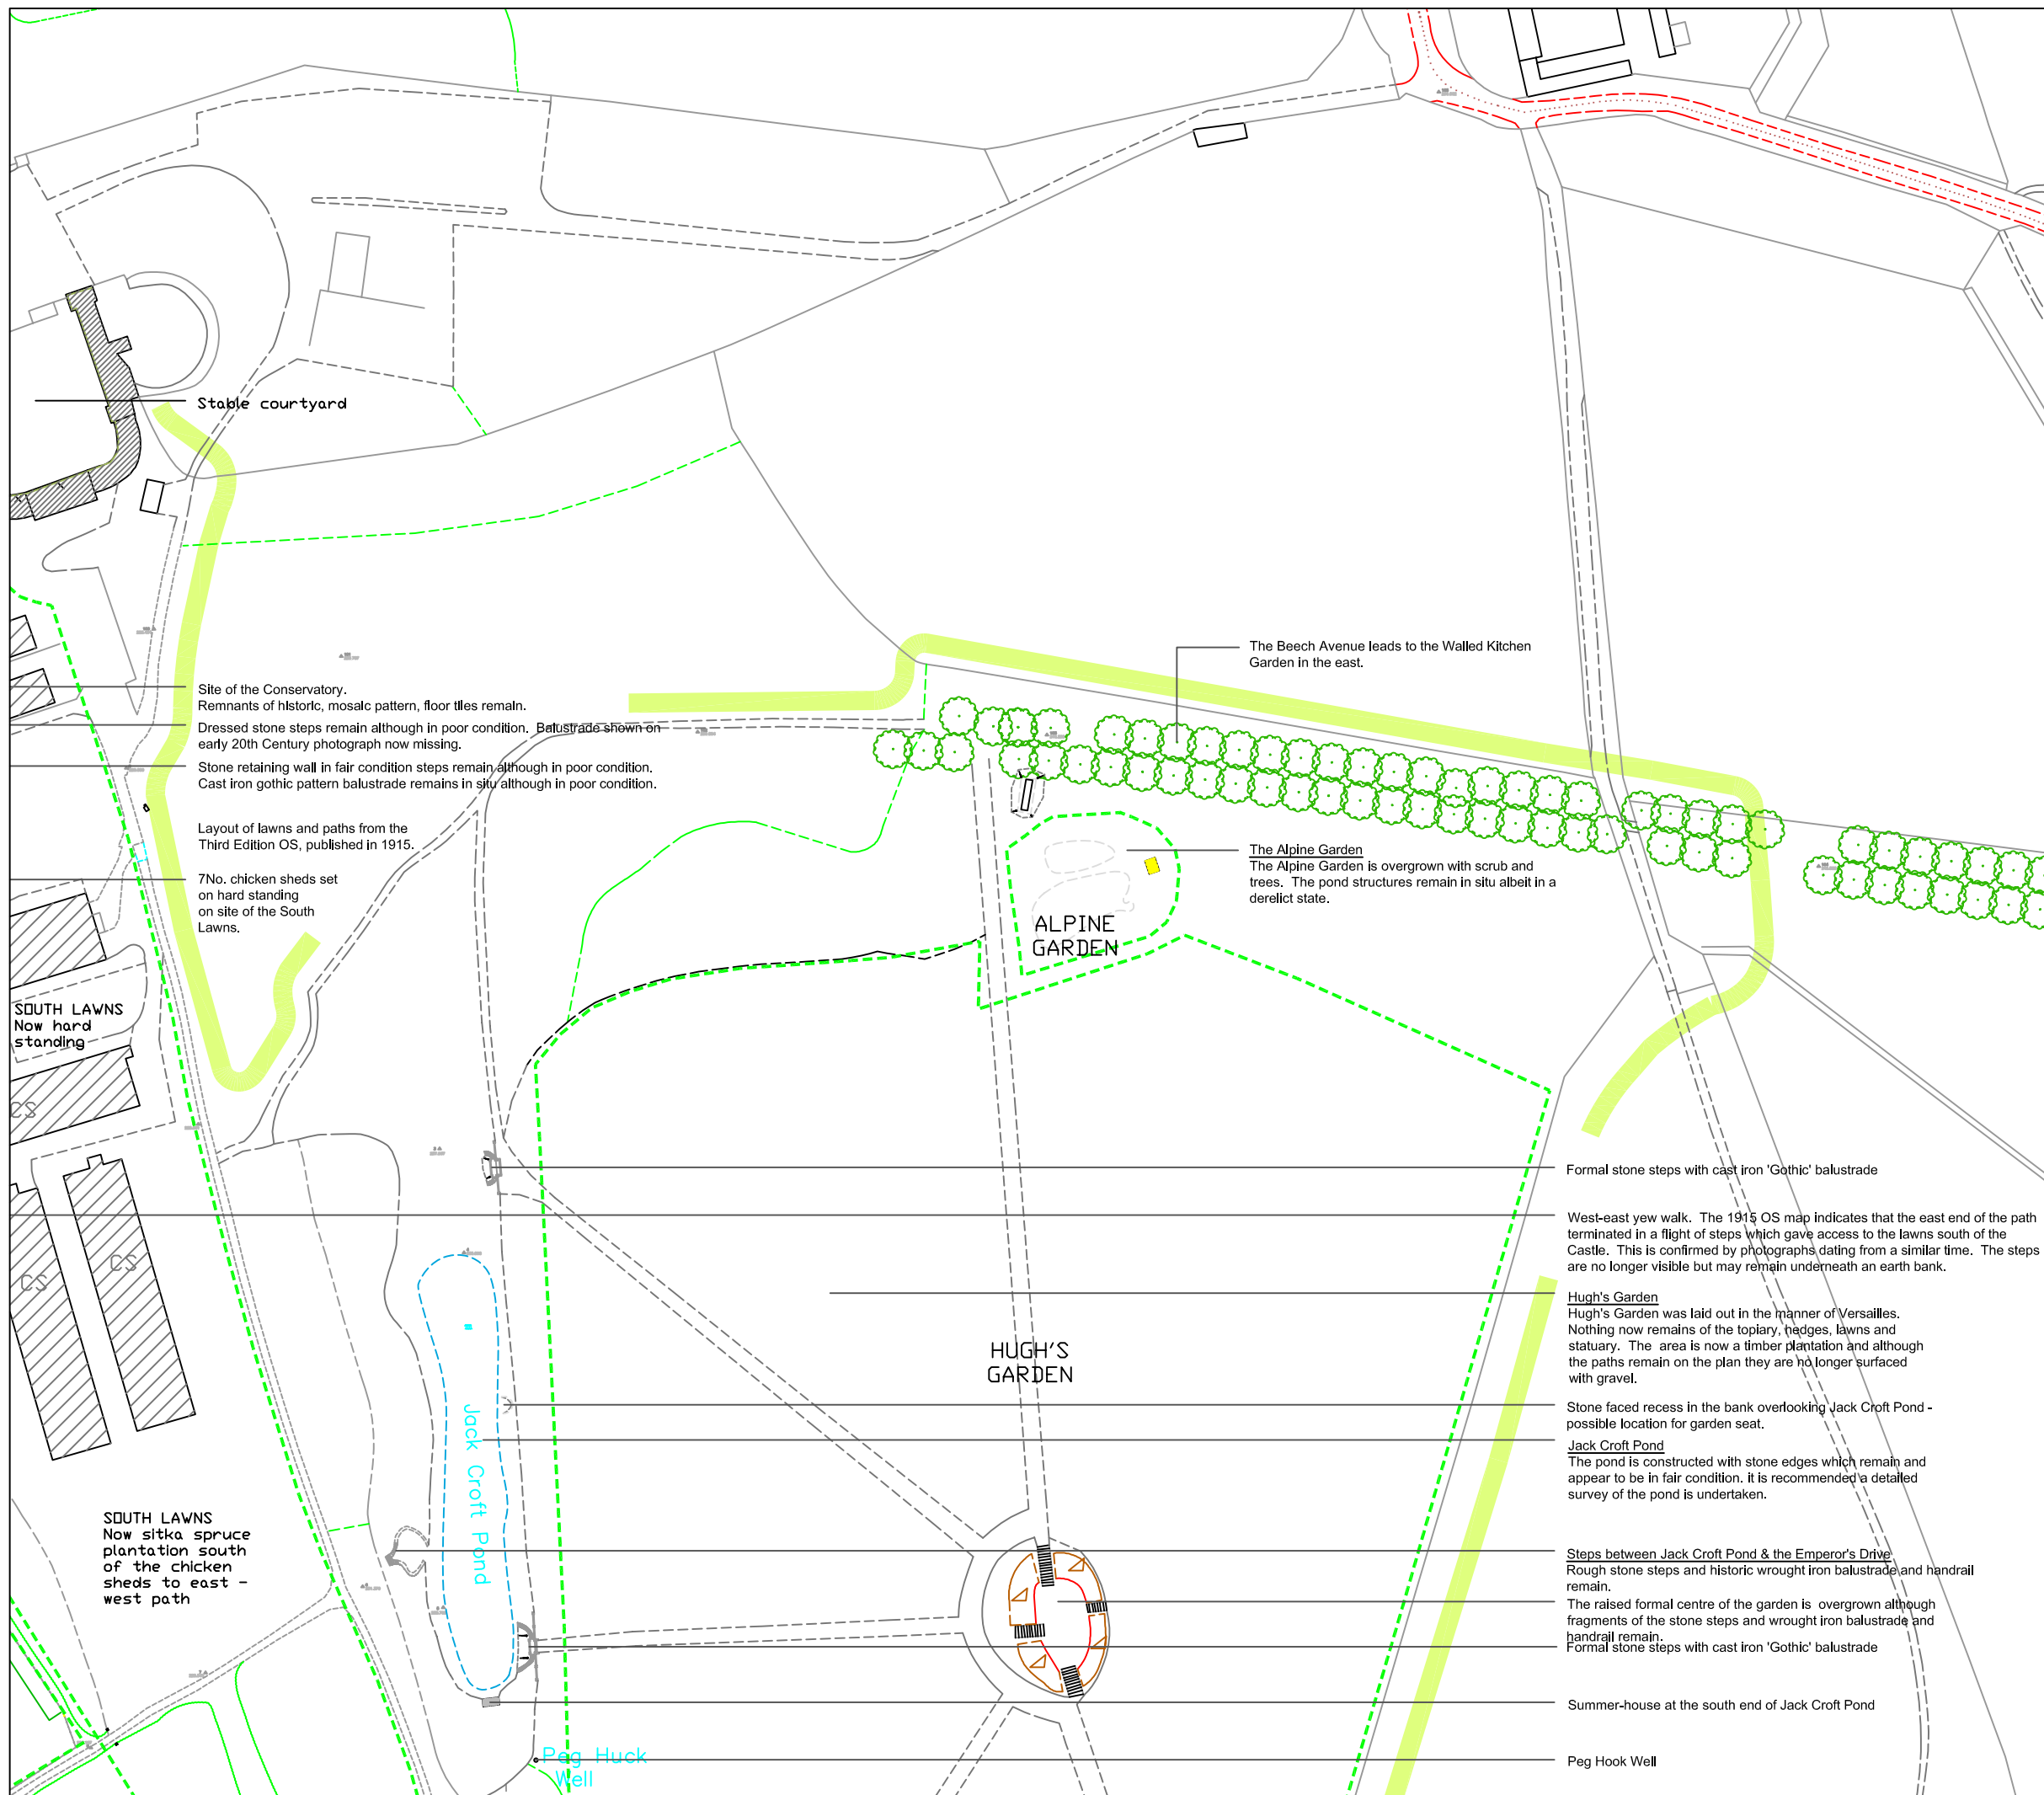 Stable courtyard
The Beech Avenue leads to the Walled Kitchen
Garden in the east.
Site of the Conservatory.
Remnants of historic, mosaic pattern, floor tiles remain.
Dressed stone steps remain although in poor condition.  Balustrade shown on
early 20th Century photograph now missing.
Stone retaining wall in fair condition steps remain although in poor condition.
Cast iron gothic pattern balustrade remains in situ although in poor condition.
Layout of lawns and paths from the
Third Edition OS, published in 1915.
7No. chicken sheds set
on hard standing
on site of the South
Lawns.
The Alpine Garden
The Alpine Garden is overgrown with scrub and
trees.  The pond structures remain in situ albeit in a
derelict state.
ALPINE
GARDEN
SOUTH LAWNS
Now hard
standing
CS
CS
CS
Formal stone steps with cast iron 'Gothic' balustrade
West-east yew walk.  The 1915 OS map indicates that the east end of the path
terminated in a flight of steps which gave access to the lawns south of the
Castle.  This is confirmed by photographs dating from a similar time.  The steps
are no longer visible but may remain underneath an earth bank.
Hugh's Garden
Hugh's Garden was laid out in the manner of Versailles.
Nothing now remains of the topiary, hedges, lawns and
statuary.  The  area is now a timber plantation and although
the paths remain on the plan they are no longer surfaced
with gravel.
HUGH'S
GARDEN
Stone faced recess in the bank overlooking Jack Croft Pond -
possible location for garden seat.
Jack Croft Pond
The pond is constructed with stone edges which remain and
appear to be in fair condition. it is recommended a detailed
survey of the pond is undertaken.
Jack Croft Pond
SOUTH LAWNS
Now sitka spruce
plantation south
of the chicken
sheds to east -
west path
Steps between Jack Croft Pond & the Emperor's Drive
Rough stone steps and historic wrought iron balustrade and handrail
remain.
The raised formal centre of the garden is  overgrown although
fragments of the stone steps and wrought iron balustrade and
handrail remain.
Formal stone steps with cast iron 'Gothic' balustrade
Summer-house at the south end of Jack Croft Pond
Peg Huck
Well
Peg Hook Well